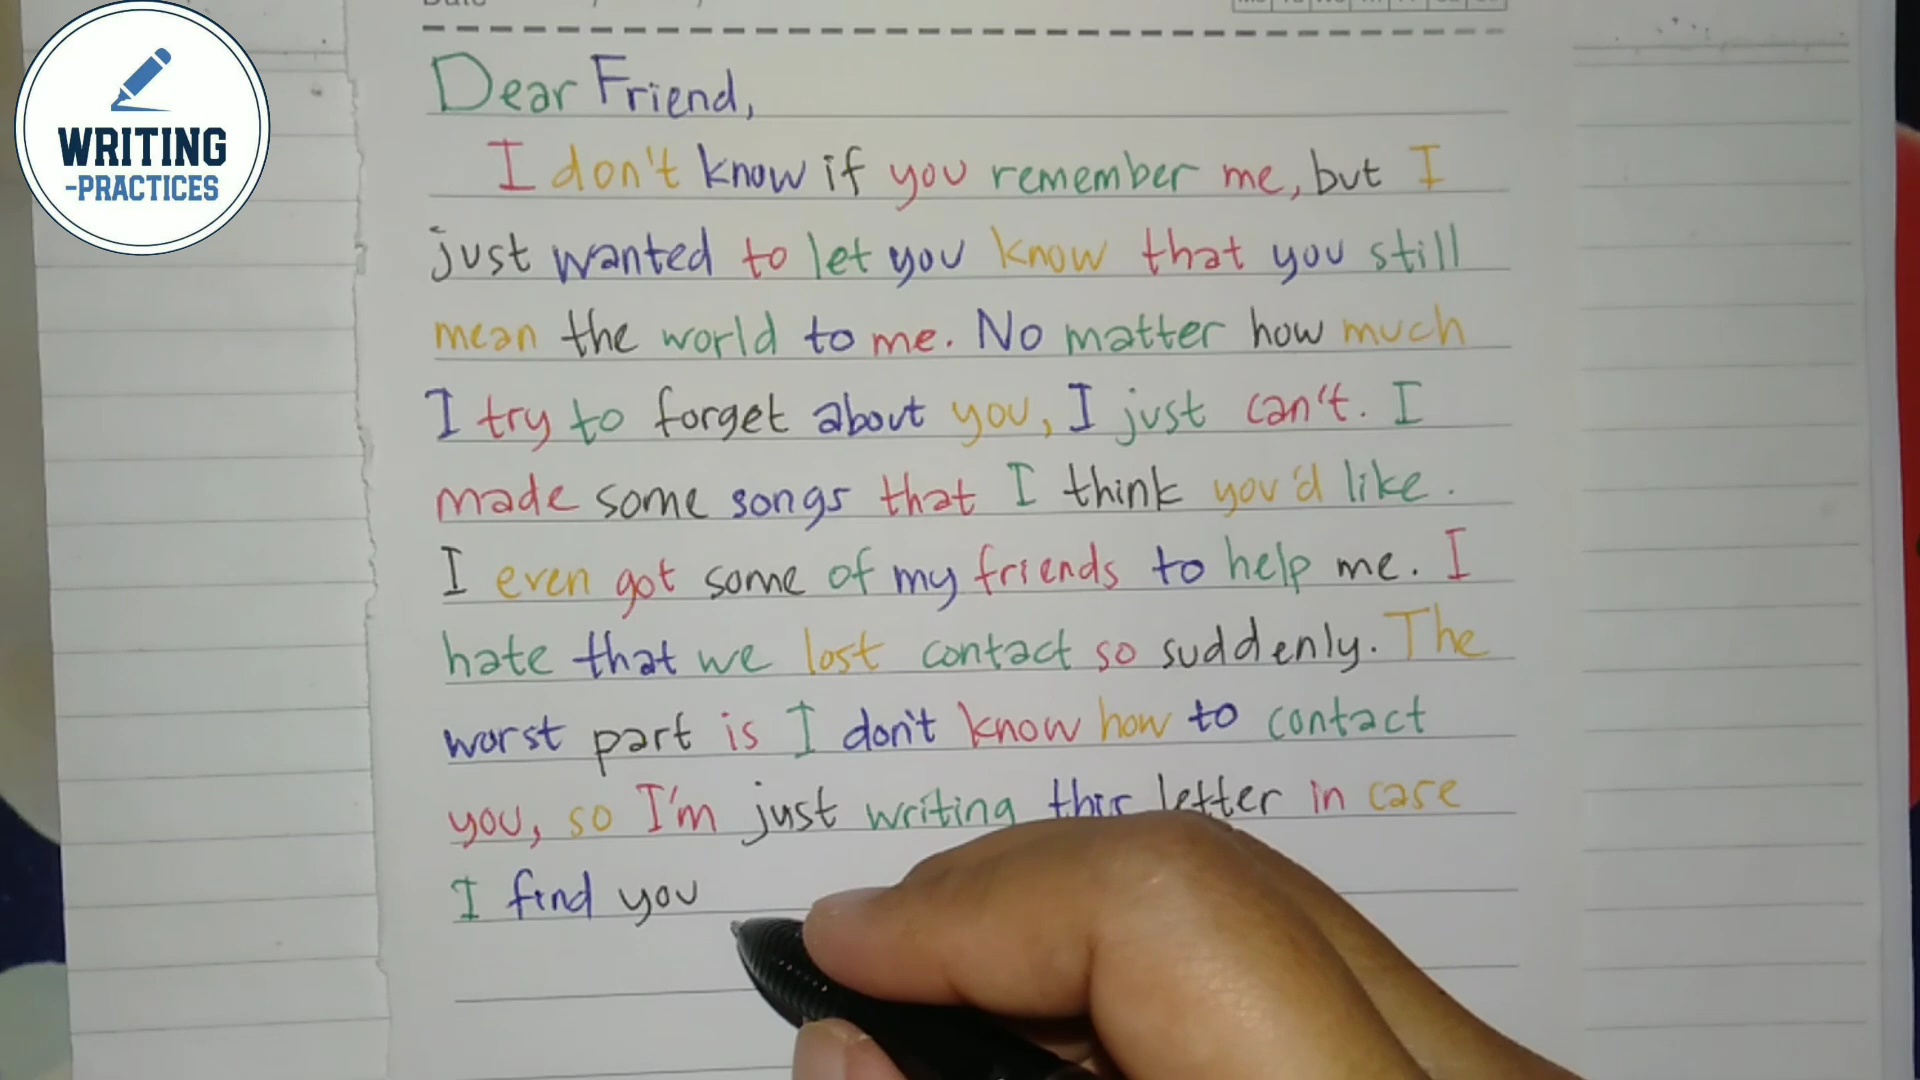 WRITING
-PRACTICES
Dear Friend,
I don't know if you remember me, but I
just wanted to let you know that you still
mean the world to me. No matter how much
I try to forget about you, I just can't. I
made some songs that I think you'd like.
I even got some of my friends to help me. I
hate that we lost contact so suddenly. The
worst part is I don't know how to contact
you, so I'm just writing this letter in case
I find you